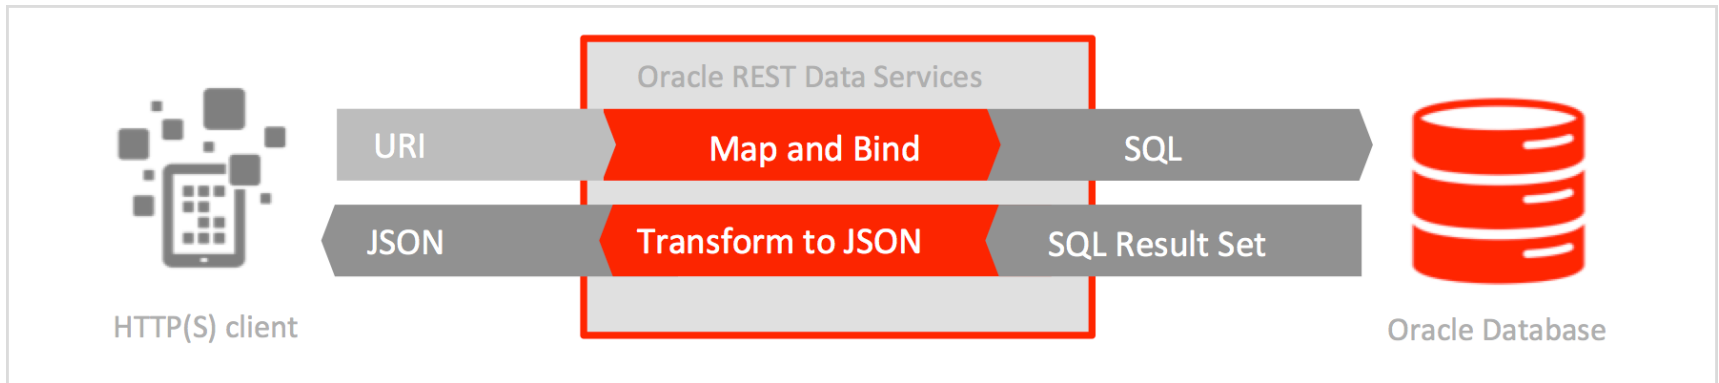 Oracle REST Data Services
URI
Map and Bind
SQL
JSON
Transform to JSON
SQL Result Set
HTTP(S) client
Oracle Database